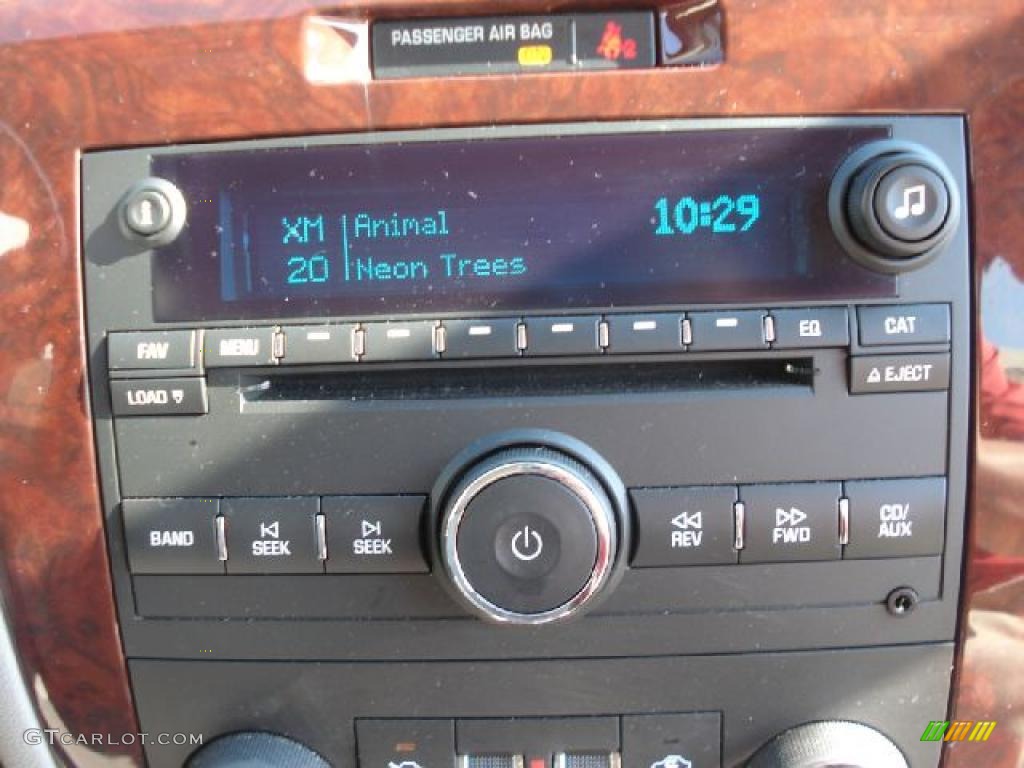 PASSENGER AIR BAG
2
XM Animal
10:29
20 Neon Trees
FAV
MENU
EQ
CAT
LOAD
EJECT
BAND
SEEK
SEEK
REV
FWD
CD/
AUX
GTCARLOT.COM